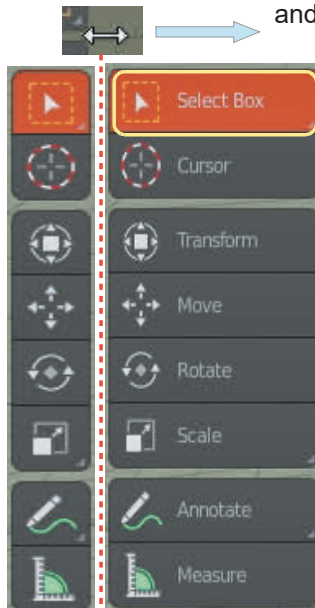 and
Select Box
Cursor
Transform
Move
Rotate
Scale
Annotate
Measure